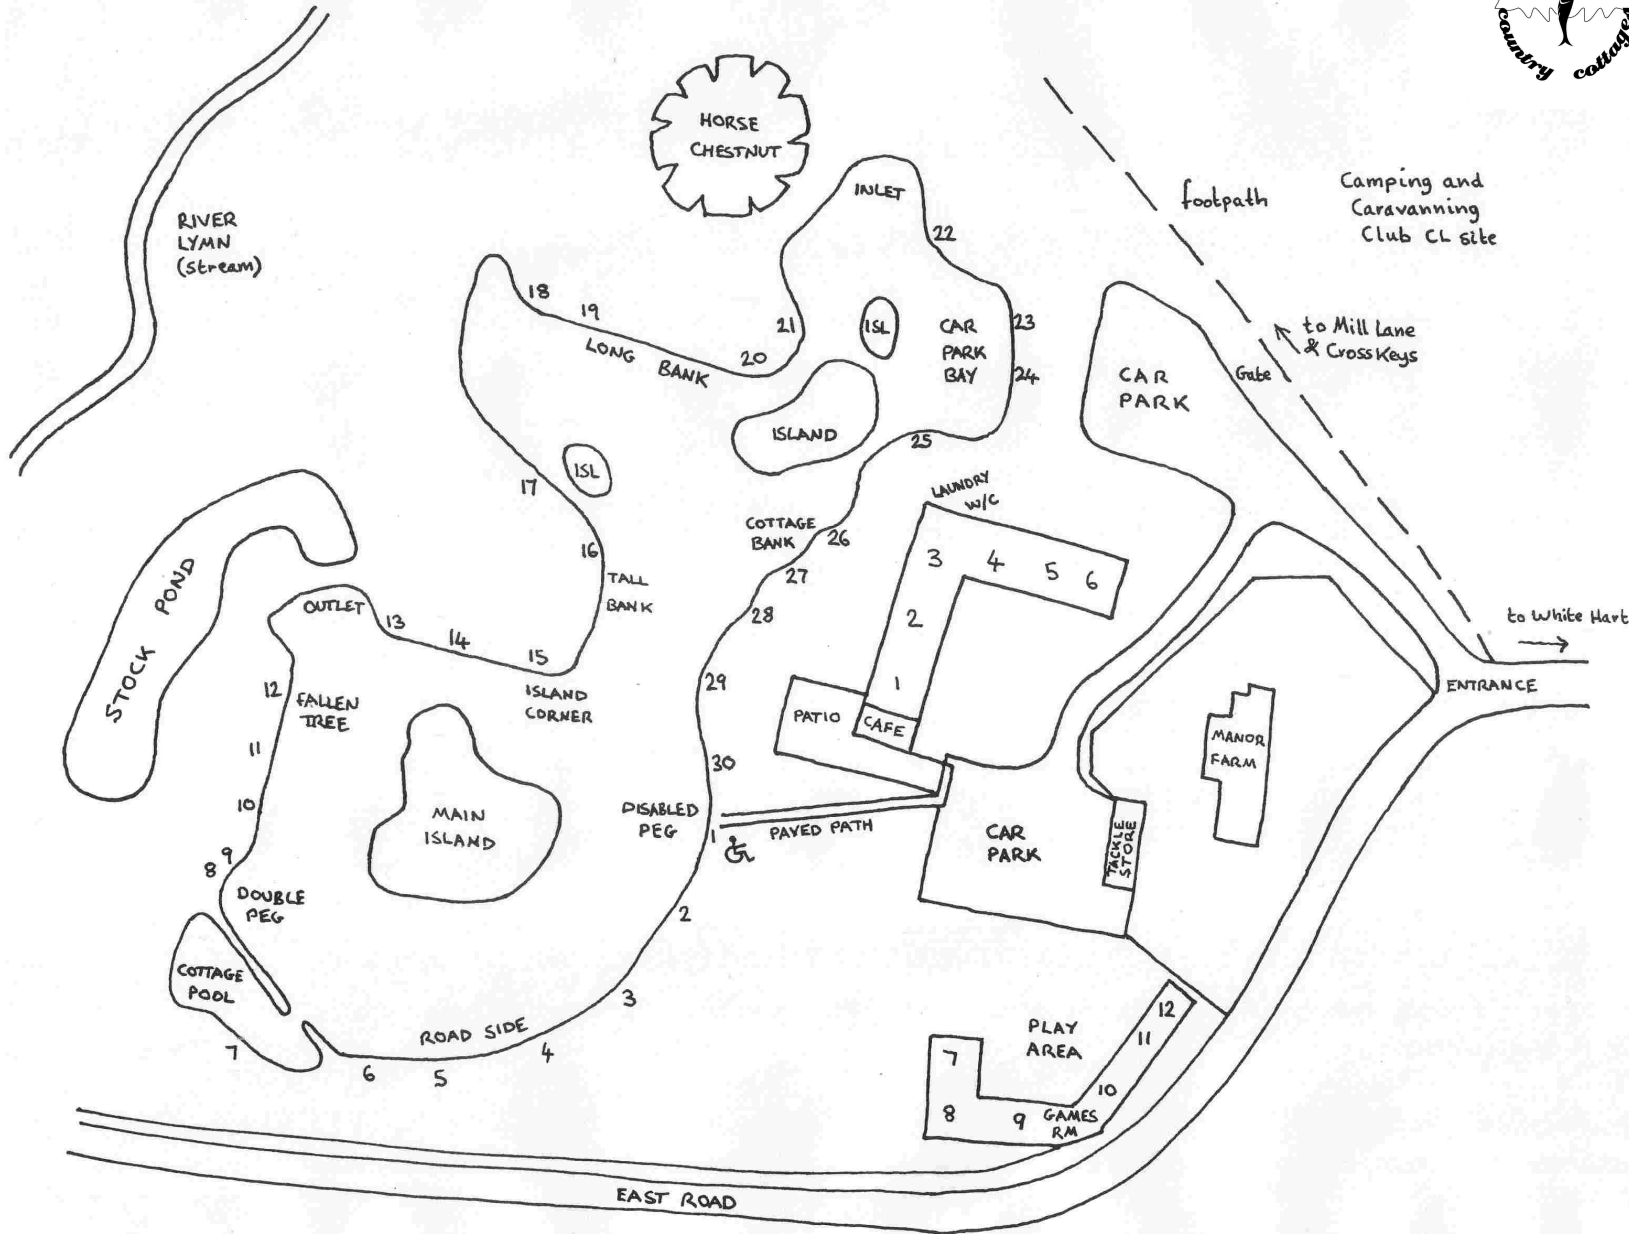 country cottages
HORSE
CHESTNUT
INLET
footpath
Camping and
Caravanning
Club CL site
RIVER
LYMN
(stream)
22
18
19
LONG BANK
20
21
ISL
CAR
PARK
BAY
23
24
to Mill Lane
& Cross Keys
Gate
CAR
PARK
ISLAND
25
ISL
17
LAUNDRY
W/C
COTTAGE
BANK
26
27
28
16
TALL
BANK
3
4
5
6
2
1
STOCK POND
OUTLET
13
14
15
ISLAND
CORNER
to White Hart
ENTRANCE
12
FALLEN
TREE
29
PATIO
CAFE
MANOR
FARM
11
30
10
MAIN
ISLAND
DISABLED
PEG
1
PAVED PATH
CAR
PARK
TACKLE
STORE
9
8
DOUBLE
PEG
2
COTTAGE
POOL
3
ROAD SIDE
4
7
6
5
PLAY
AREA
12
11
7
10
8
9
GAMES
RM
EAST ROAD